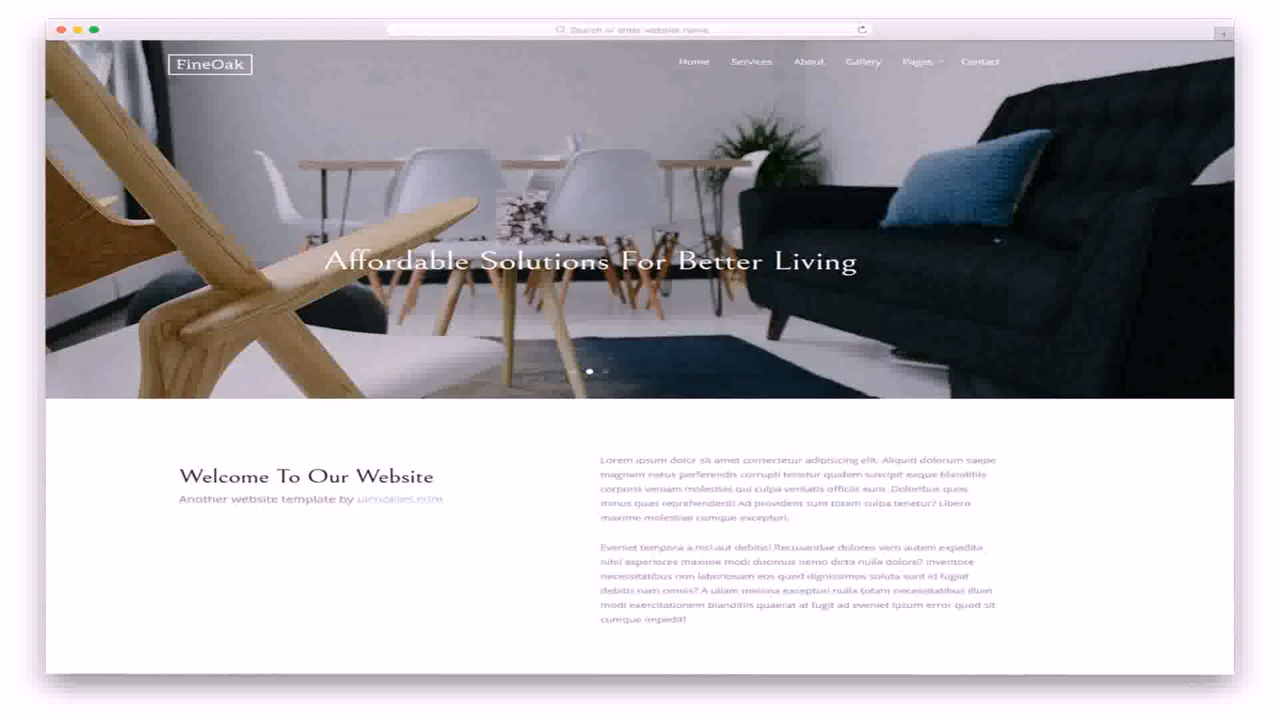 Search or enter website name
FineOak
Home Services About Gallery Pages Contact
Affordable Solutions For Better Living
Welcome To Our Website
Another website template by
Lorem ipsum dolor sit amet consectetur adipisicing elit. Aliquid dolorum saepe
magnam natus perferendis corrupti tenetur quidem suscipit eaque blanditiis
corporis veniam molestias qui culpa veritatis officiis eum. Doloribus quos
minus quas reprehenderit! Ad provident sunt totam culpa tenetur? Libero
maxime molestiae cumque excepturi.
Eveniet tempora a nisi aut debitis! Recusandae dolores vero autem expedita
nihil asperiores maxime modi ducimus nemo dicta nulla dolore? Inventore
necessitatibus non laboriosam eos quod dignissimos soluta sunt id fugiat
debitis nam omnis? A ullam minima excepturi nulla totam necessitatibus illum
modi exercitationem blanditiis quaerat at fugit ad eveniet ipsum error quod sit
cumque impedit!